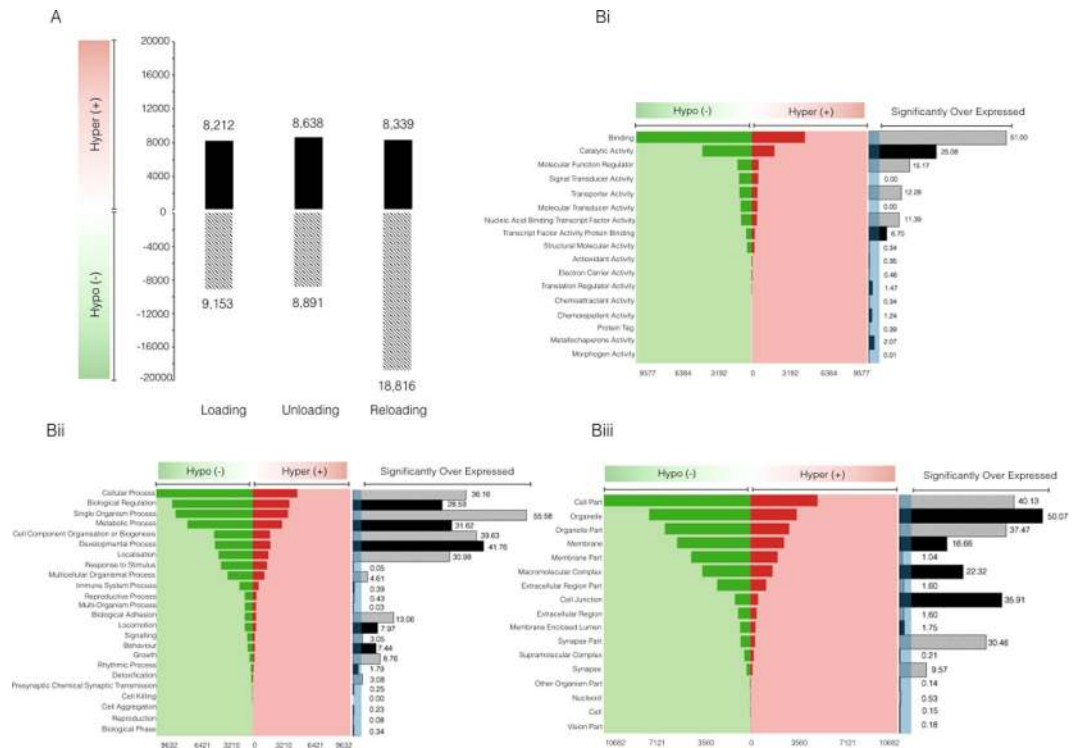 A
Hyper (+)
Hypo (-)
20000
16000
12000
8000
4000
0
-4000
-8000
-12000
-16000
-20000
8,212
8,638
8,339
9,153
8,891
18,816
Loading
Unloading
Reloading
Bi
Hypo (-)
Hyper (+)
Significantly Over Expressed
Binding
Catalytic Activity
Molecular Function Regulator
Signal Transducer Activity
Transporter Activity
Molecular Transducer Activity
Nucleic Acid Binding Transcript Factor Activity
Transcript Factor Activity Protein Binding
Structural Molecular Activity
Antioxidant Activity
Electron Carrier Activity
Translation Regulator Activity
Chemoattractant Activity
Chemorepellent Activity
Protein Tag
Metallochaperone Activity
Morphogen Activity
51.00
25.08
15.17
0.00
12.28
0.00
11.39
6.75
0.34
0.35
0.46
1.47
0.34
1.24
0.39
2.07
0.01
9577
6384
3192
0
3192
6384
9577
Bii
Hypo (-)
Hyper (+)
Significantly Over Expressed
Cellular Process
Biological Regulation
Single Organism Process
Metabolic Process
Cell Component Organisation or Biogenesis
Developmental Process
Localisation
Response to Stimulus
Multicellular Organismal Process
Immune System Process
Reproductive Process
Multi-Organism Process
Biological Adhesion
Locomotion
Signalling
Behaviour
Growth
Rhythmic Process
Detoxification
Presynaptic Chemical Synaptic Transmission
Cell Killing
Cell Aggregation
Biological Phase
36.16
28.59
55.58
31.62
39.63
41.76
30.98
0.05
4.61
0.39
0.43
0.03
13.06
7.97
3.05
7.44
8.76
1.79
3.08
0.25
0.00
0.23
0.08
0.34
9632
6421
3210
0
3210
6421
9632
Biii
Hypo (-)
Hyper (+)
Significantly Over Expressed
Cell Part
Organelle
Organelle Part
Membrane
Membrane Part
Macromolecular Complex
Extracellular Region Part
Cell Junction
Extracellular Region
Membrane Enclosed Lumen
Synapse Part
Supramolecular Complex
Synapse
Other Organism Part
Nucleoid
Cell
Vision Part
40.13
50.07
37.47
16.66
1.04
22.32
1.60
35.91
1.60
1.75
30.46
0.21
9.57
0.14
0.53
0.15
0.18
10682
7121
3560
0
3560
7121
10682